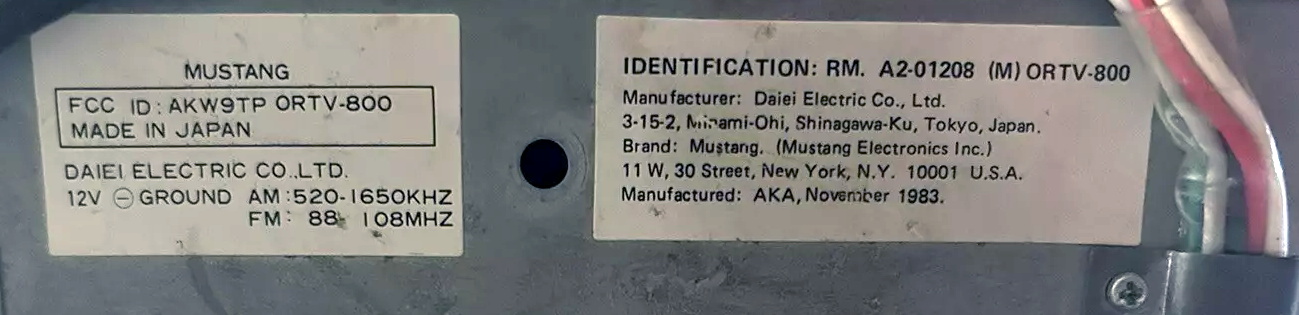 MUSTANG
FCC ID: AKW9TP ORTV-800
MADE IN JAPAN
DAIEI ELECTRIC CO.,LTD.
12V ⊖ GROUND AM:520-1650KHZ
FM: 88- 108MHZ
IDENTIFICATION: RM. A2-01208 (M) ORTV-800
Manufacturer: Daiei Electric Co., Ltd.
3-15-2, Minami-Ohi, Shinagawa-Ku, Tokyo, Japan.
Brand: Mustang. (Mustang Electronics Inc.)
11 W, 30 Street, New York, N.Y. 10001 U.S.A.
Manufactured: AKA, November 1983.